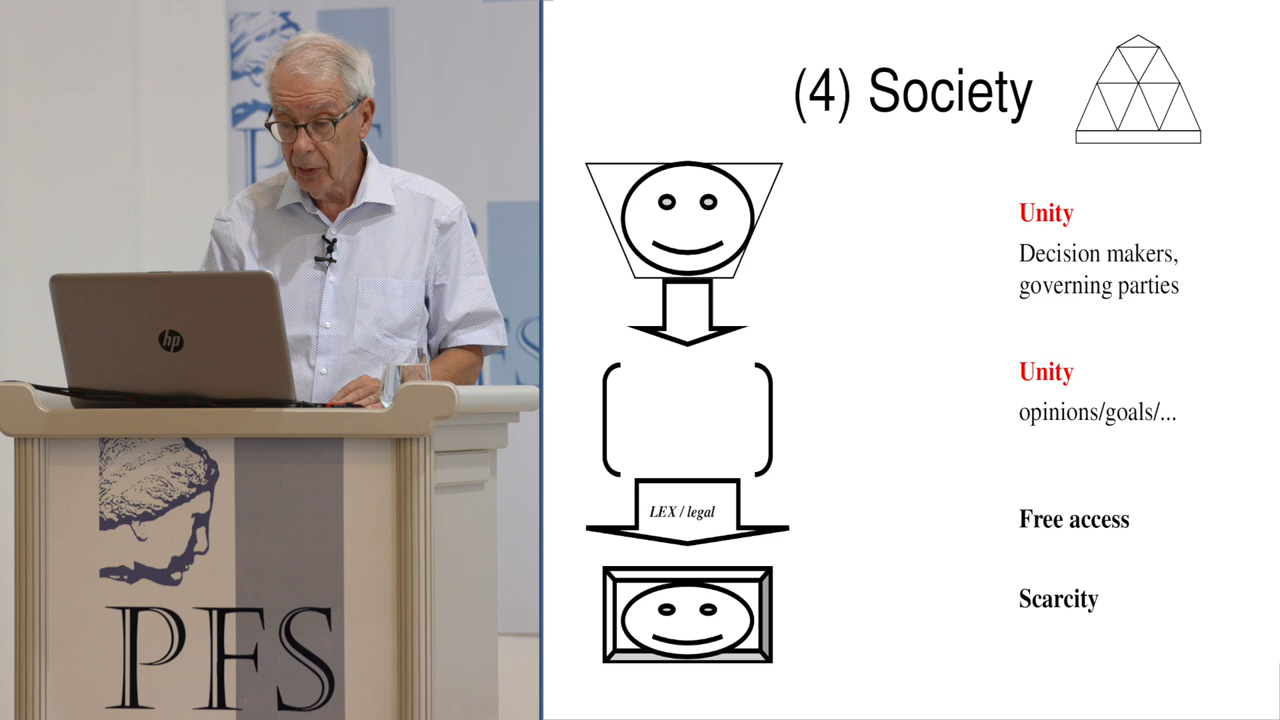 hp
PFS
(4) Society
Unity
Decision makers,
governing parties
Unity
opinions/goals/...
LEX / legal
Free access
Scarcity